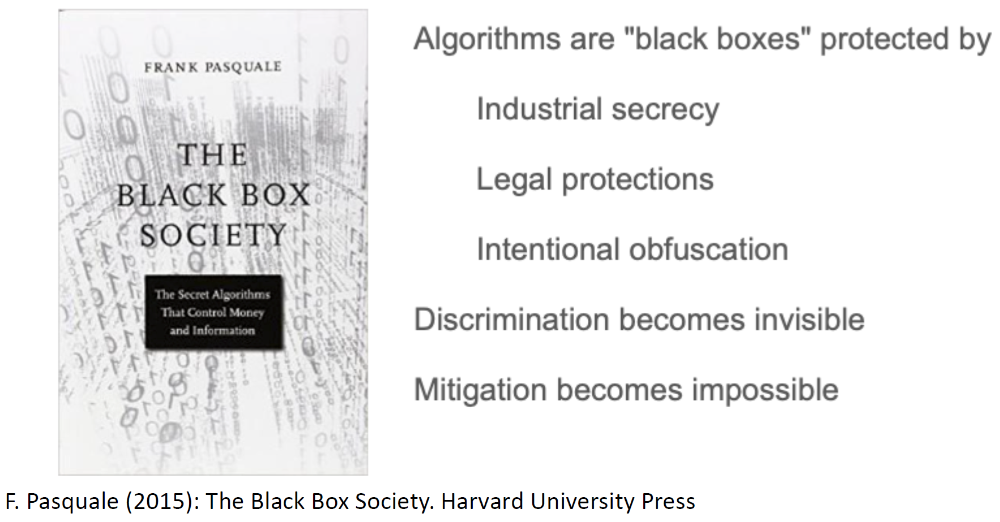 FRANK PASQUALE
THE
BLACK BOX
SOCIETY
The Secret Algorithms
That Control Money
and Information
Algorithms are "black boxes" protected by
Industrial secrecy
Legal protections
Intentional obfuscation
Discrimination becomes invisible
Mitigation becomes impossible
F. Pasquale (2015): The Black Box Society. Harvard University Press